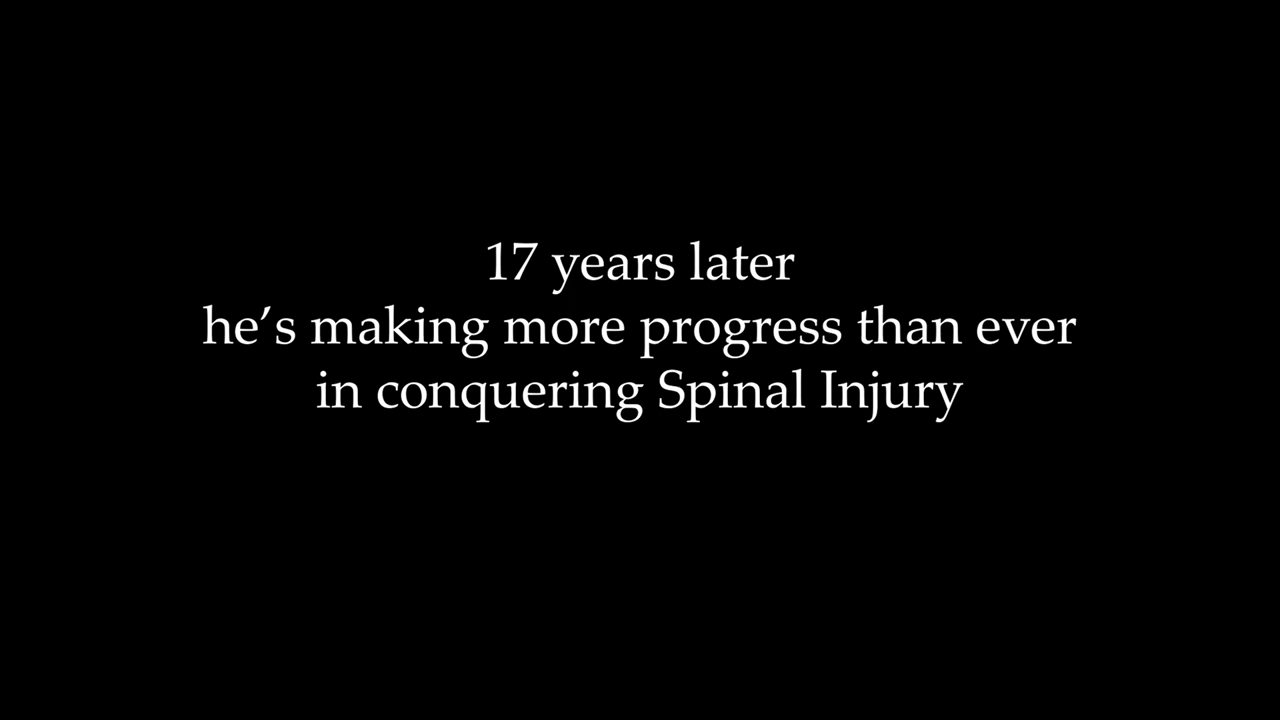 17 years later
he’s making more progress than ever
in conquering Spinal Injury